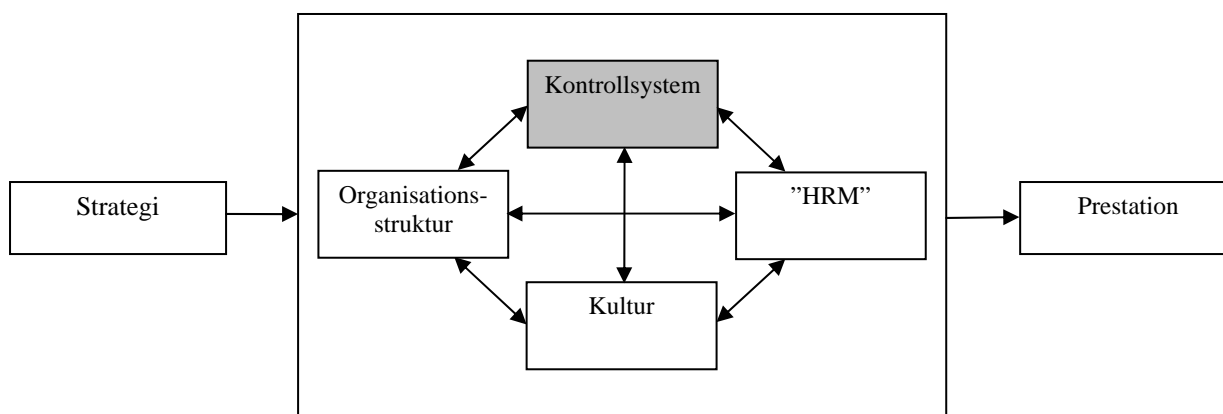 Kontrollsystem
Strategi
Organisations-
struktur
”HRM”
Prestation
Kultur